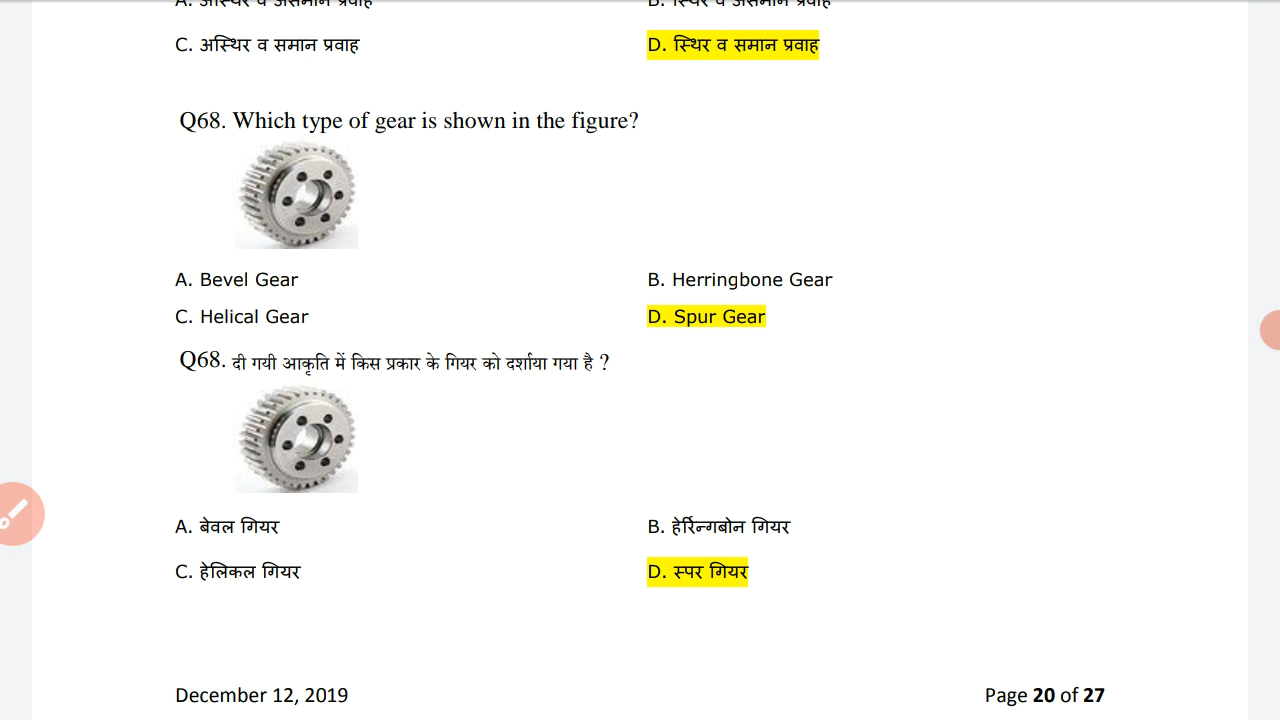 C. अस्थिर व समान प्रवाह
D. स्थिर व समान प्रवाह
Q68. Which type of gear is shown in the figure?
A. Bevel Gear
B. Herringbone Gear
C. Helical Gear
D. Spur Gear
Q68. दी गयी आकृति में किस प्रकार के गियर को दर्शाया गया है ?
A. बेवल गियर
B. हेर्रिन्गबोन गियर
C. हेलिकल गियर
D. स्पर गियर
December 12, 2019
Page 20 of 27